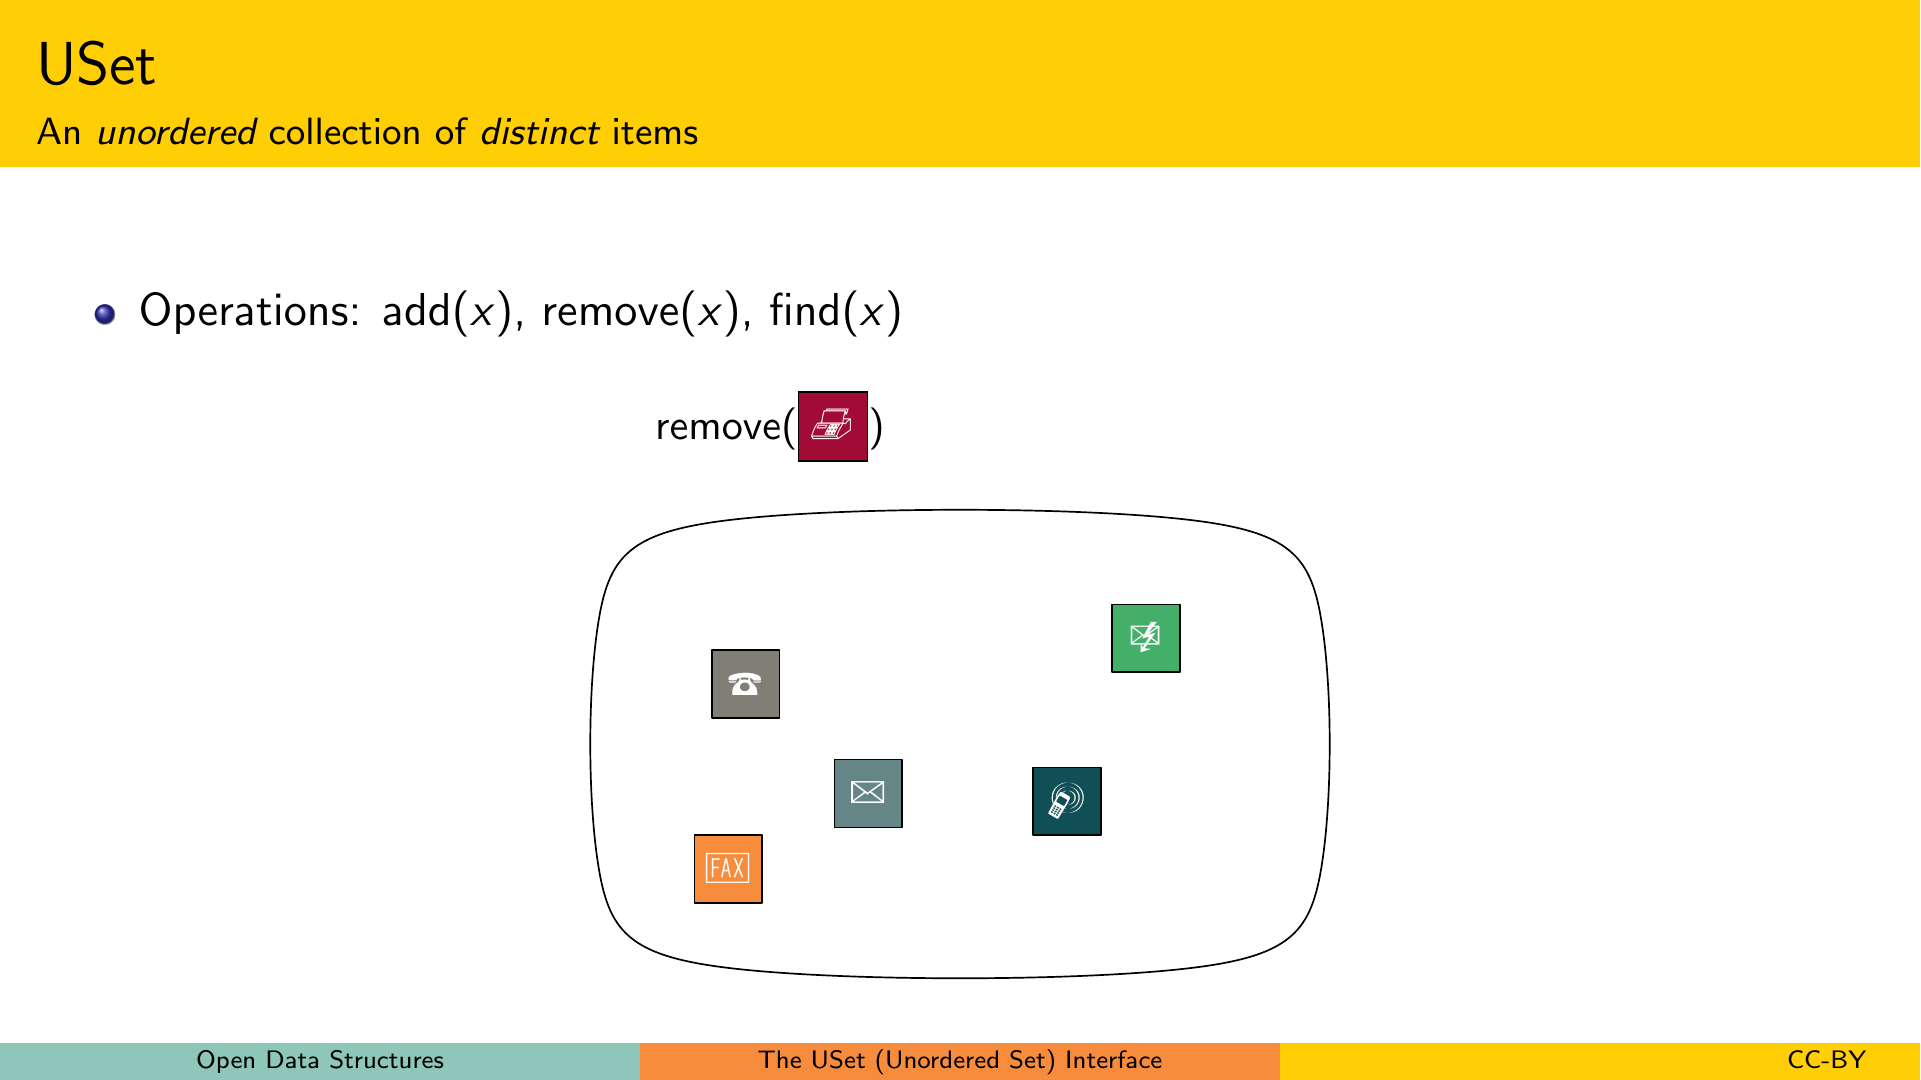 USet
An unordered collection of distinct items
Operations: add(x), remove(x), find(x)
remove( )
FAX
Open Data Structures
The USet (Unordered Set) Interface
CC-BY